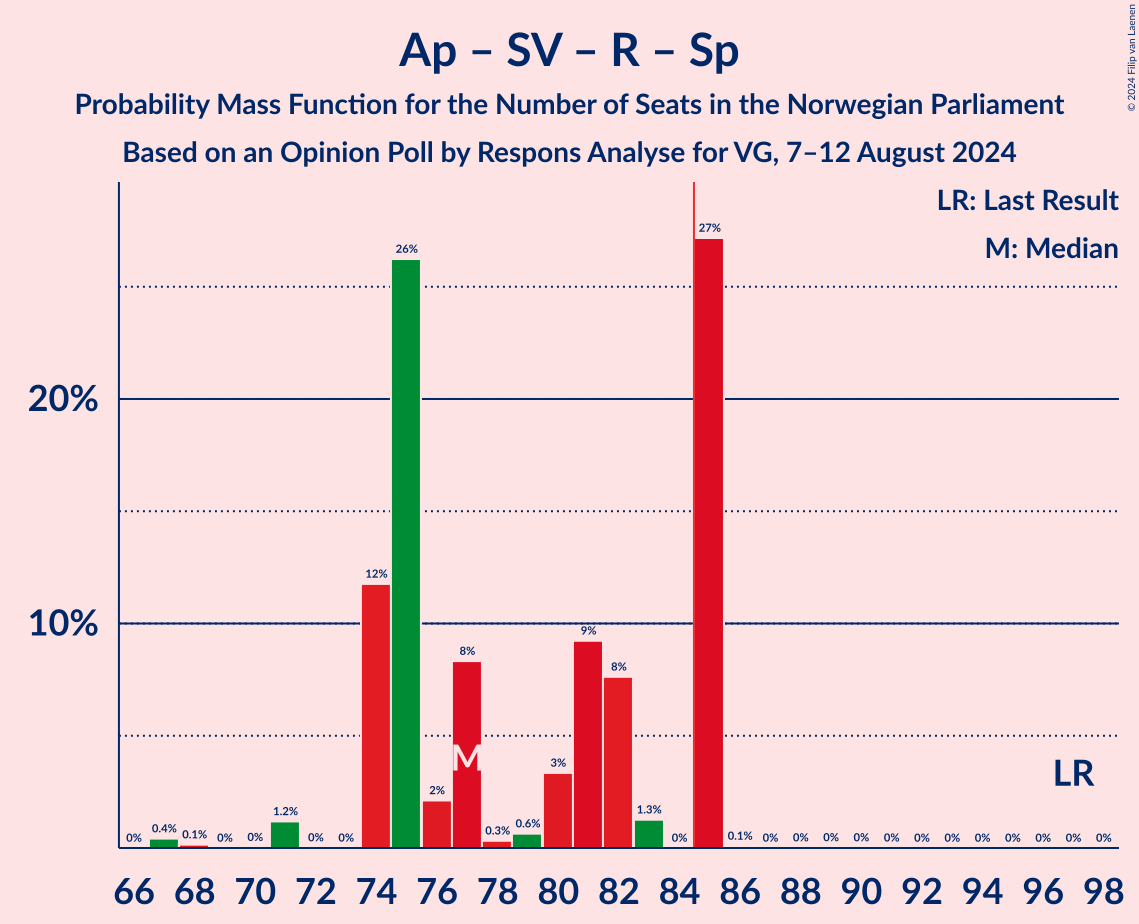 Ap – SV – R – Sp
Probability Mass Function for the Number of Seats in the Norwegian Parliament
Based on an Opinion Poll by Respons Analyse for VG, 7–12 August 2024
© 2024 Filip van Laenen
LR: Last Result
M: Median
20%
10%
0% 0.4% 0.1% 0% 0% 1.2% 0% 0% 12% 26% 2% 8% 0.3% 0.6% 3% 9% 8% 1.3% 0% 27% 0.1% 0% 0% 0% 0% 0% 0% 0% 0% 0% 0% 0% 0%
M
LR
66 68 70 72 74 76 78 80 82 84 86 88 90 92 94 96 98